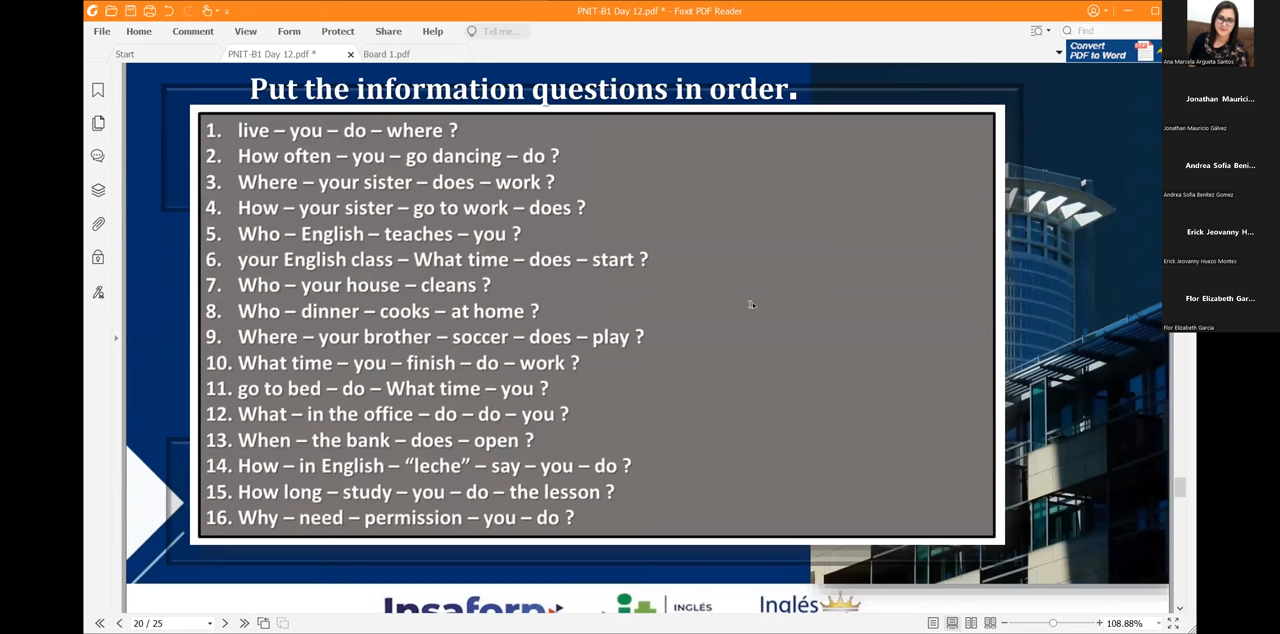 PNIT-B1 Day 12.pdf * - Foxit PDF Reader
File Home Comment View Form Protect Share Help Tell me... Find
Start PNIT-B1 Day 12.pdf * Board 1.pdf
Convert
PDF to Word
Put the information questions in order.
1. live – you – do – where ?
2. How often – you – go dancing – do ?
3. Where – your sister – does – work ?
4. How – your sister – go to work – does ?
5. Who – English – teaches – you ?
6. your English class – What time – does – start ?
7. Who – your house – cleans ?
8. Who – dinner – cooks – at home ?
9. Where – your brother – soccer – does – play ?
10. What time – you – finish – do – work ?
11. go to bed – do – What time – you ?
12. What – in the office – do – do – you ?
13. When – the bank – does – open ?
14. How – in English – “leche” – say – you – do ?
15. How long – study – you – do – the lesson ?
16. Why – need – permission – you – do ?
Insaforp INGLÉS Inglés
20 / 25 108.88%
Ana Marcela Argueta Santos
Jonathan Maurici...
Jonathan Mauricio Gálvez
Andrea Sofia Beni...
Andrea Sofia Benitez Gomez
Erick Jeovanny H...
Erick Jeovanny Huezo Montes
Flor Elizabeth Gar...
Flor Elizabeth Garcia